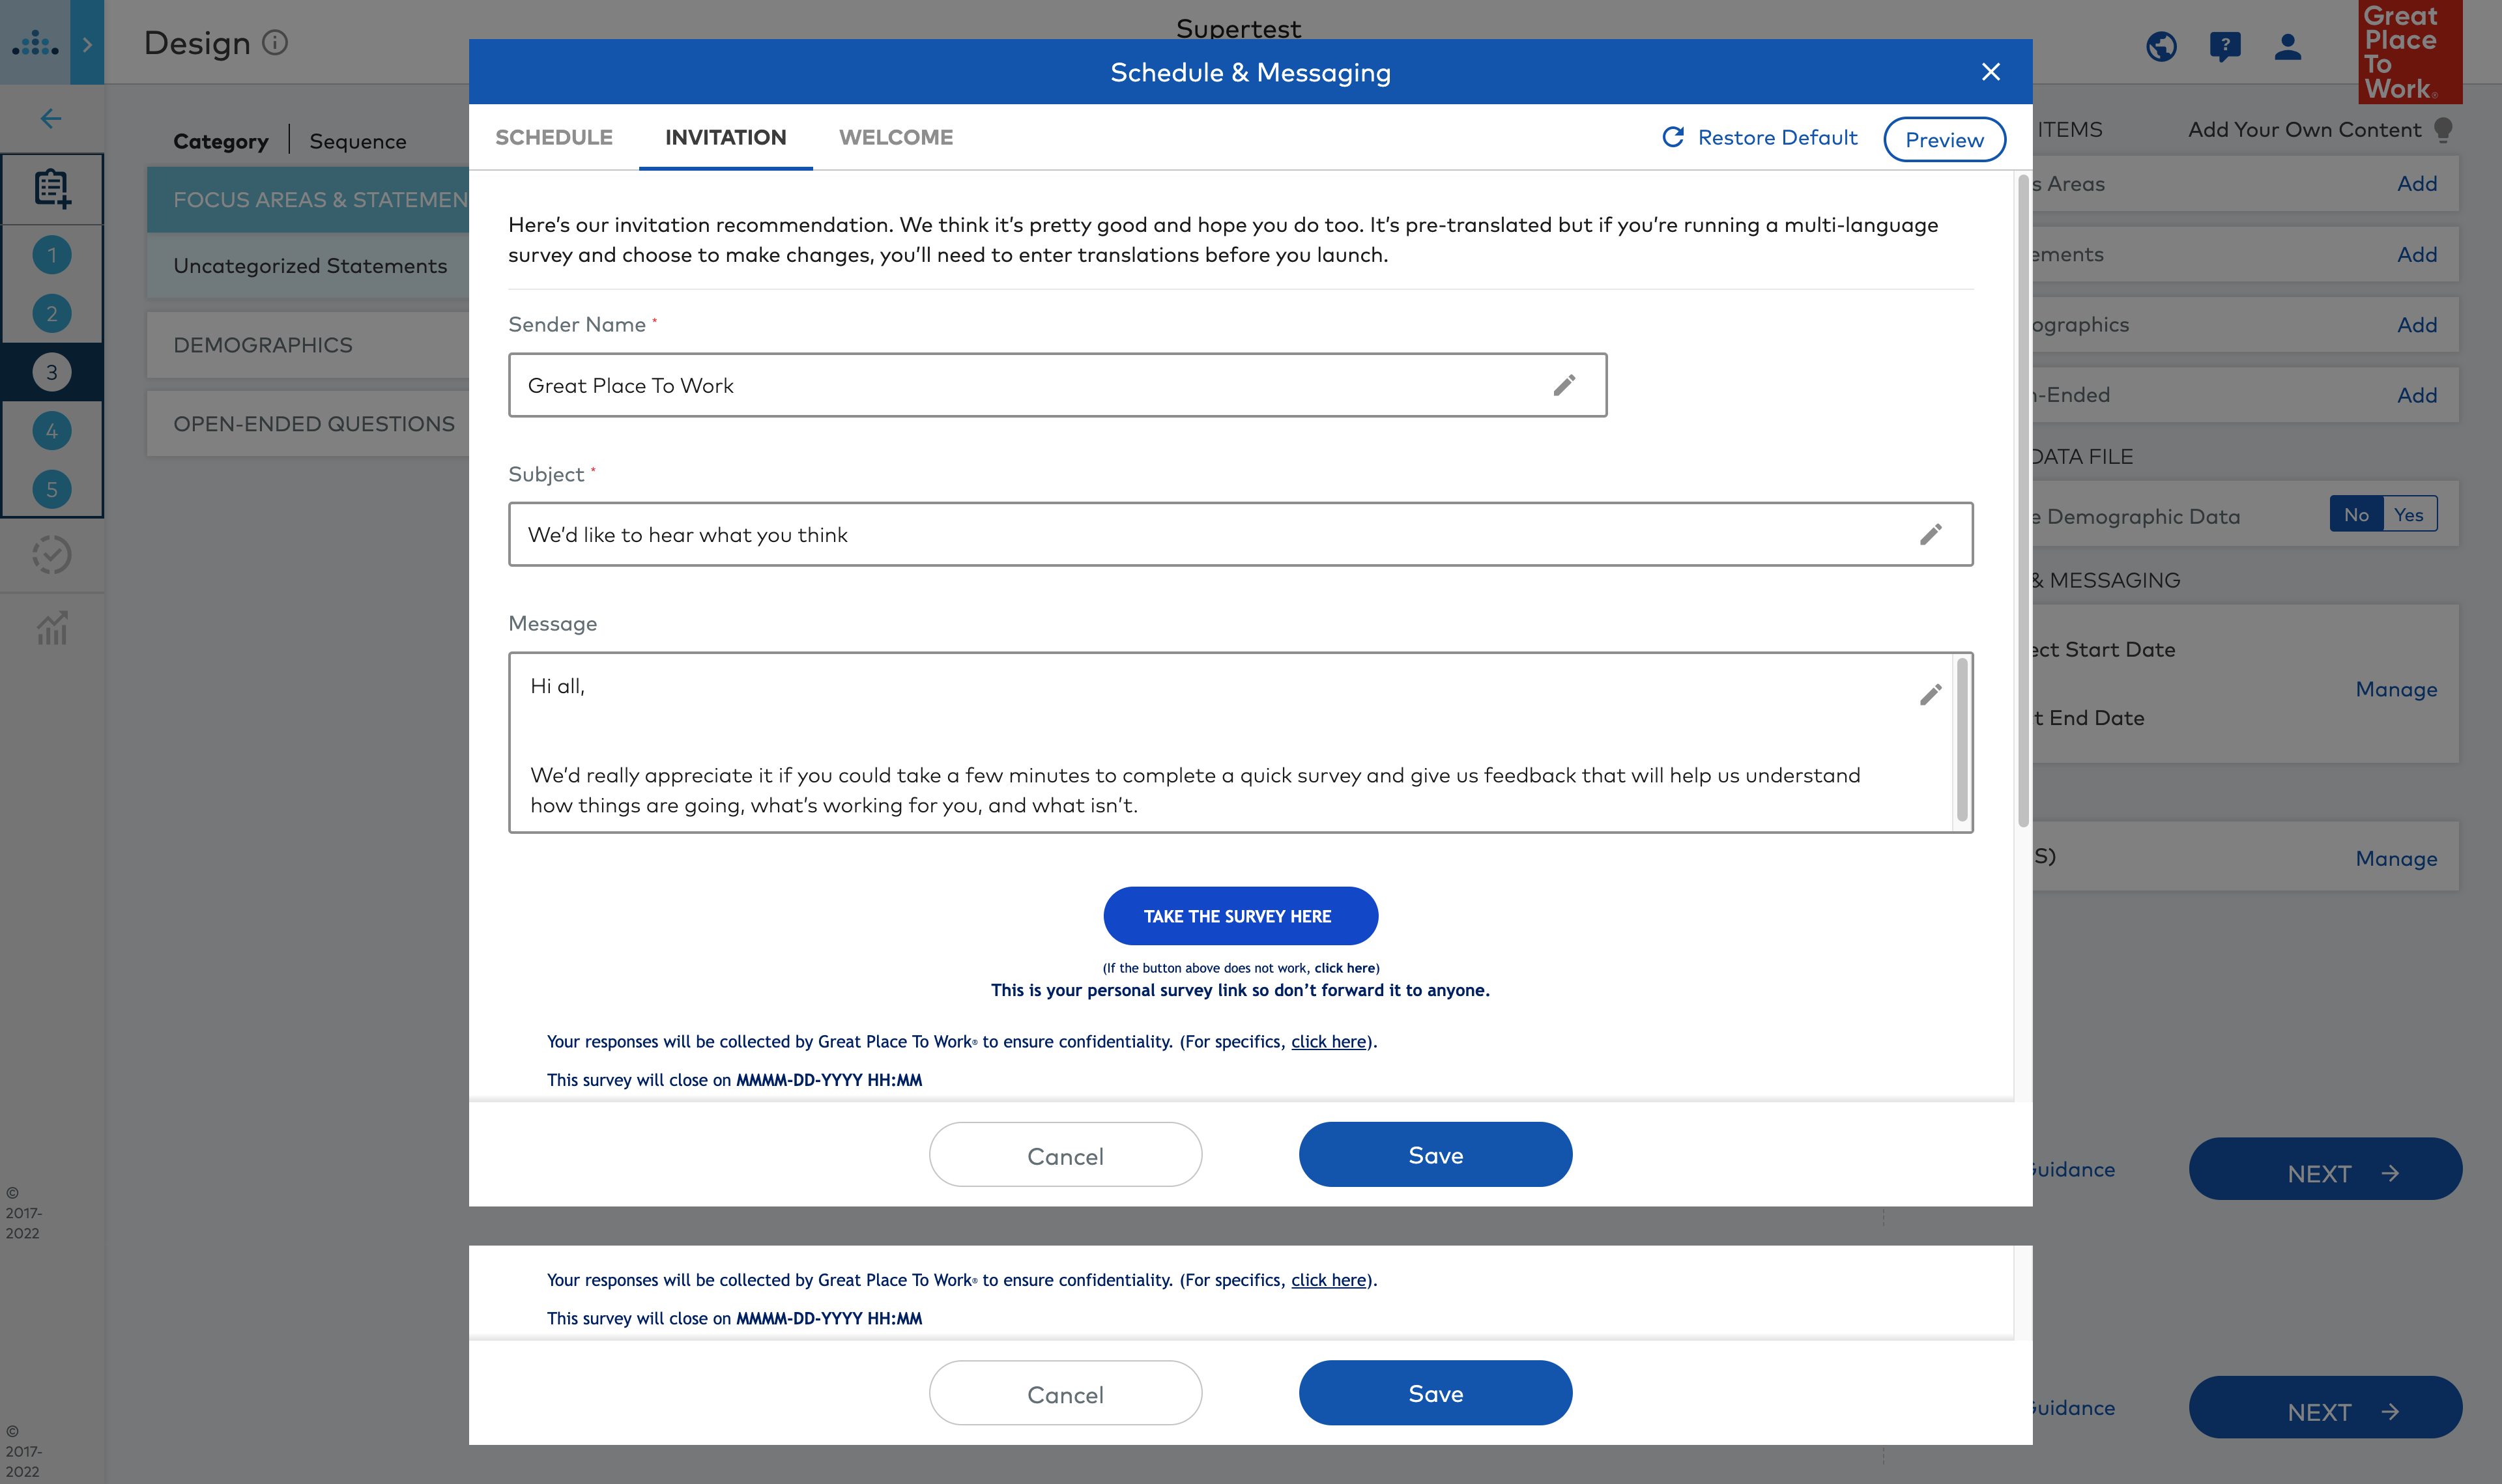 Design
Supertest
Great
Place
To
Work®
Schedule & Messaging
SCHEDULE
INVITATION
WELCOME
Restore Default
Preview
Category
Sequence
ITEMS
Add Your Own Content
FOCUS AREAS & STATEMEN
Areas
Add
Here's our invitation recommendation. We think it's pretty good and hope you do too. It's pre-translated but if you're running a multi-language
survey and choose to make changes, you'll need to enter translations before you launch.
1
Uncategorized Statements
Add
Sender Name *
2
Add
DEMOGRAPHICS
3
Great Place To Work
-Ended
Add
OPEN-ENDED QUESTIONS
4
DATA FILE
Subject *
5
We'd like to hear what you think
Demographic Data
No
Yes
& MESSAGING
Message
Hi all,
Start Date
Manage
End Date
We'd really appreciate it if you could take a few minutes to complete a quick survey and give us feedback that will help us understand
how things are going, what's working for you, and what isn't.
S)
Manage
TAKE THE SURVEY HERE
(If the button above does not work, click here)
This is your personal survey link so don't forward it to anyone.
Your responses will be collected by Great Place To Work® to ensure confidentiality. (For specifics, click here).
This survey will close on MMMM-DD-YYYY HH:MM
Cancel
Save
Guidance
NEXT
©
2017-
2022
Your responses will be collected by Great Place To Work® to ensure confidentiality. (For specifics, click here).
This survey will close on MMMM-DD-YYYY HH:MM
Cancel
Save
Guidance
NEXT
©
2017-
2022